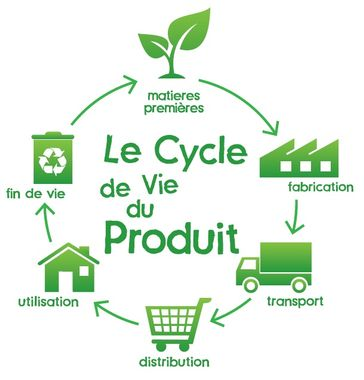 matieres
premières
Le Cycle
de Vie
du
Produit
fabrication
transport
distribution
utilisation
fin de vie